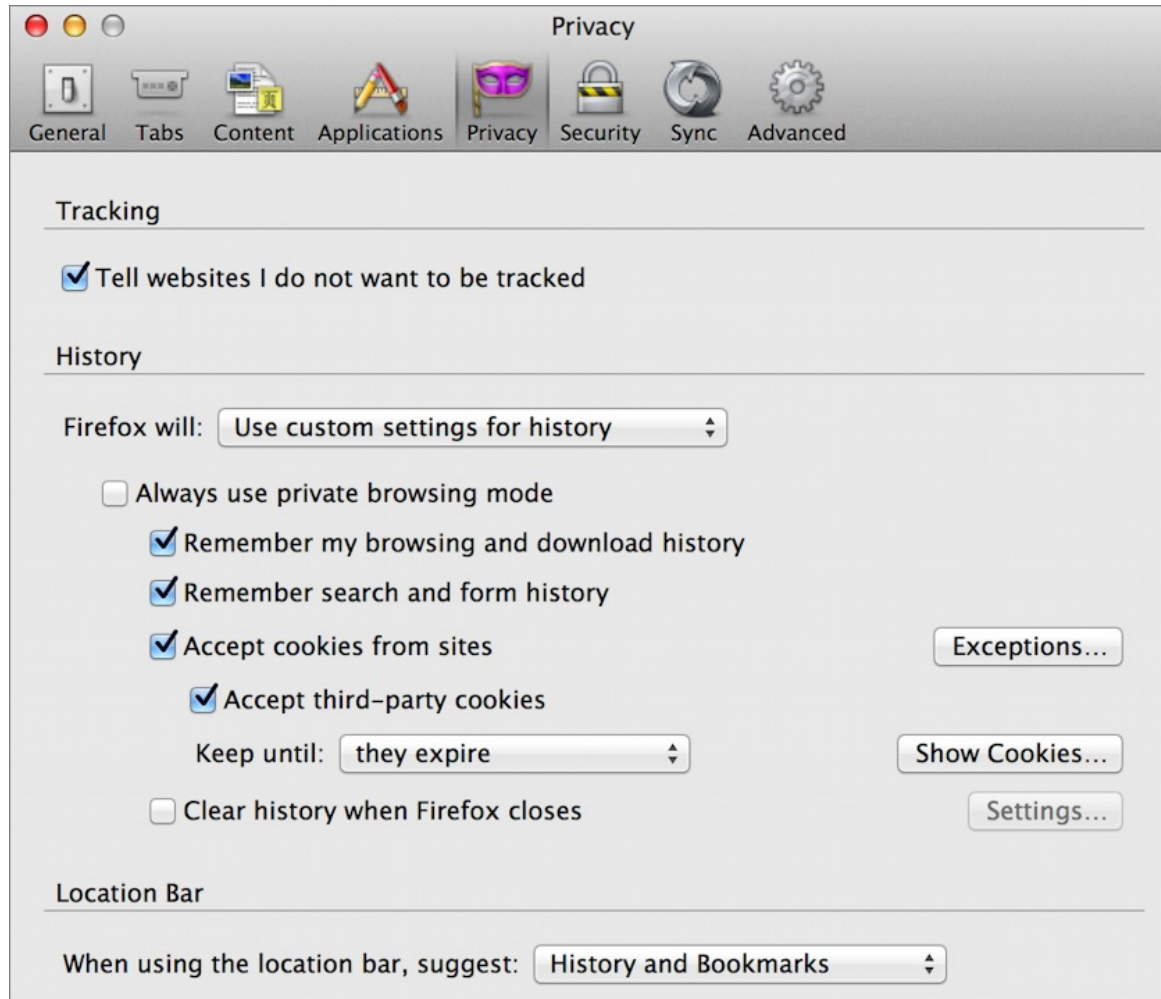 Privacy
General Tabs Content Applications Privacy Security Sync Advanced
Tracking
Tell websites I do not want to be tracked
History
Firefox will: Use custom settings for history
Always use private browsing mode
Remember my browsing and download history
Remember search and form history
Accept cookies from sites Exceptions...
Accept third-party cookies
Keep until: they expire Show Cookies...
Clear history when Firefox closes Settings...
Location Bar
When using the location bar, suggest: History and Bookmarks